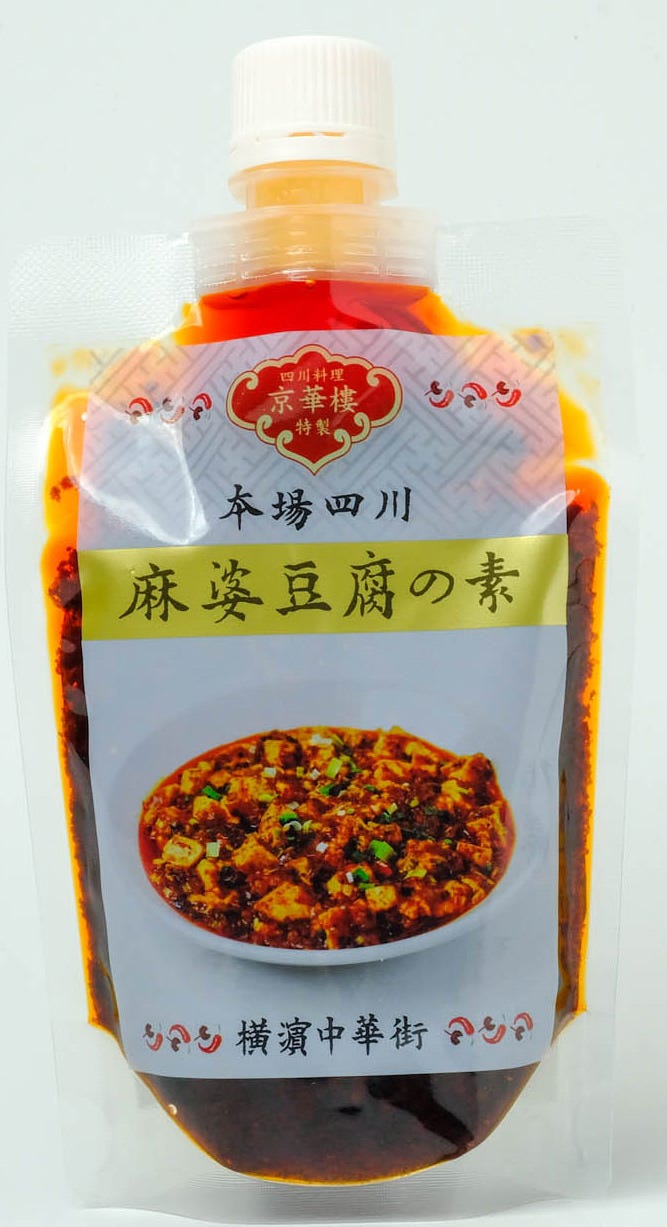 四川料理
京華樓
特製
本場四川
麻婆豆腐の素
横濱中華街